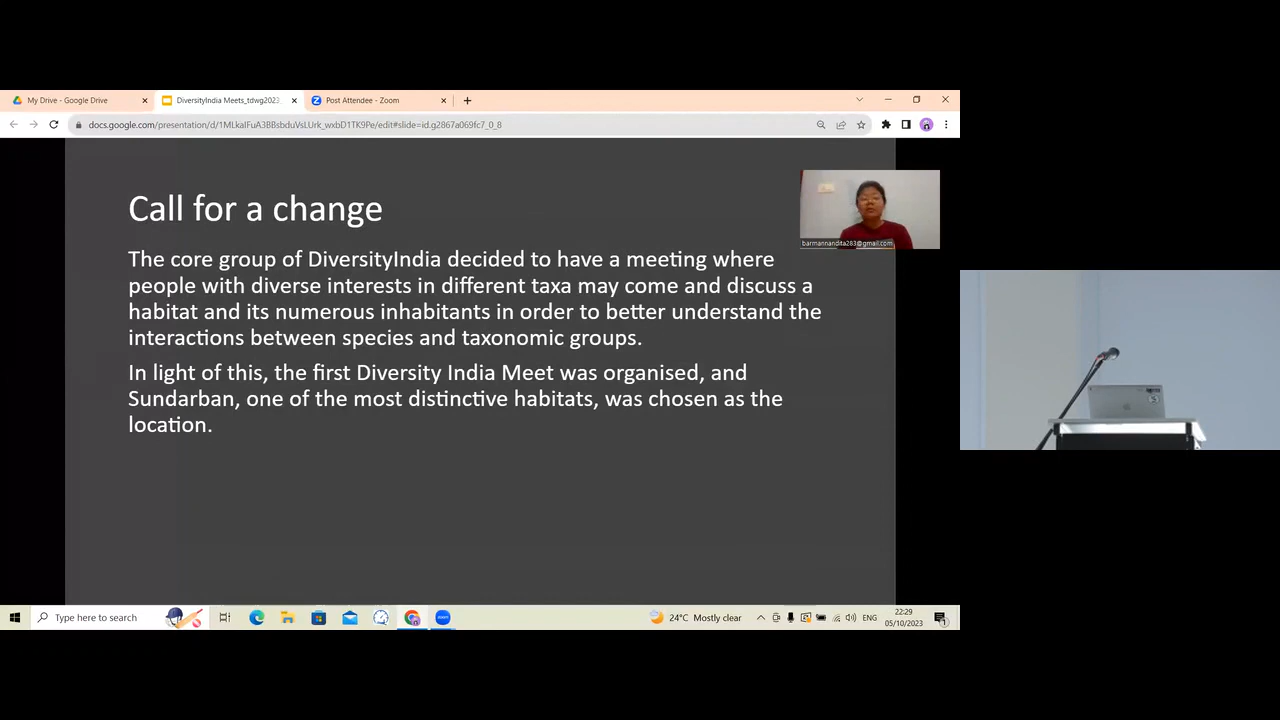 My Drive - Google Drive
DiversityIndia Meets_tdwg2023
Post Attendee - Zoom
docs.google.com/presentation/d/1MLkaIFuA3BBsbduVsLUrk_wxbD1TK9Pe/edit#slide=id.g2867a069fc7_0_8
Call for a change
barmannandita283@gmail.com
The core group of DiversityIndia decided to have a meeting where
people with diverse interests in different taxa may come and discuss a
habitat and its numerous inhabitants in order to better understand the
interactions between species and taxonomic groups.
In light of this, the first Diversity India Meet was organised, and
Sundarban, one of the most distinctive habitats, was chosen as the
location.
Type here to search
zoom
24°C Mostly clear
ENG
22:29
05/10/2023
1